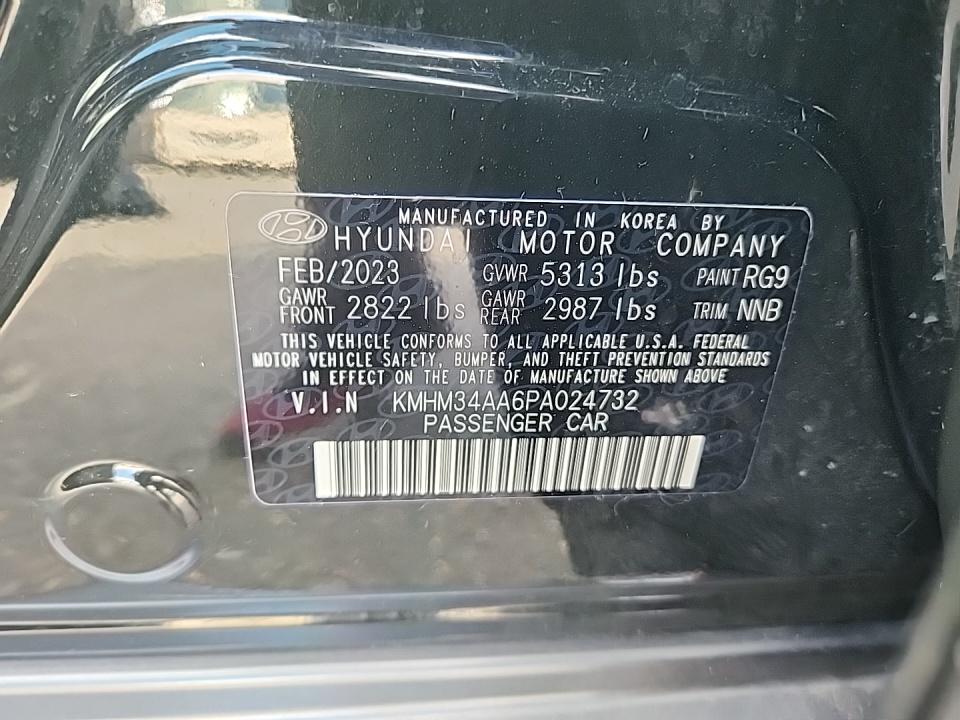 MANUFACTURED IN KOREA BY
HYUNDAI MOTOR COMPANY
FEB/2023 GVWR 5313 lbs PAINT RG9
GAWR FRONT 2822 lbs GAWR REAR 2987 lbs TRIM NNB
THIS VEHICLE CONFORMS TO ALL APPLICABLE U.S.A. FEDERAL
MOTOR VEHICLE SAFETY, BUMPER, AND THEFT PREVENTION STANDARDS
IN EFFECT ON THE DATE OF MANUFACTURE SHOWN ABOVE
V.I.N KMHM34AA6PA024732
PASSENGER CAR